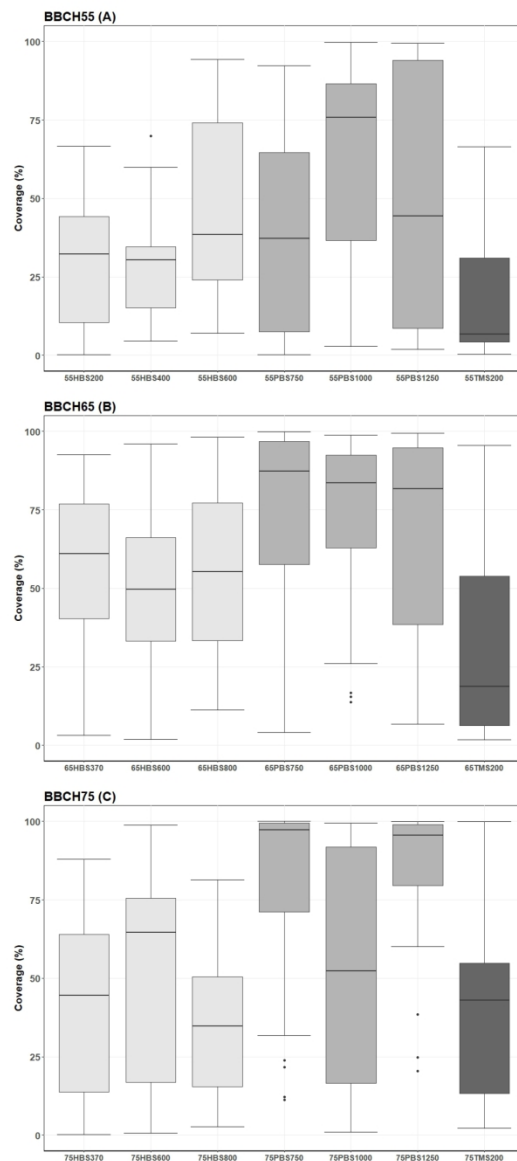 BBCH55 (A)
100
75
50
25
0
Coverage (%)
55HBS200 55HBS400 55HBS600 55PBS750 55PBS1000 55PBS1250 55TMS200
BBCH65 (B)
100
75
50
25
0
Coverage (%)
65HBS370 65HBS600 65HBS800 65PBS750 65PBS1000 65PBS1250 65TMS200
BBCH75 (C)
100
75
50
25
0
Coverage (%)
75HBS370 75HBS600 75HBS800 75PBS750 75PBS1000 75PBS1250 75TMS200